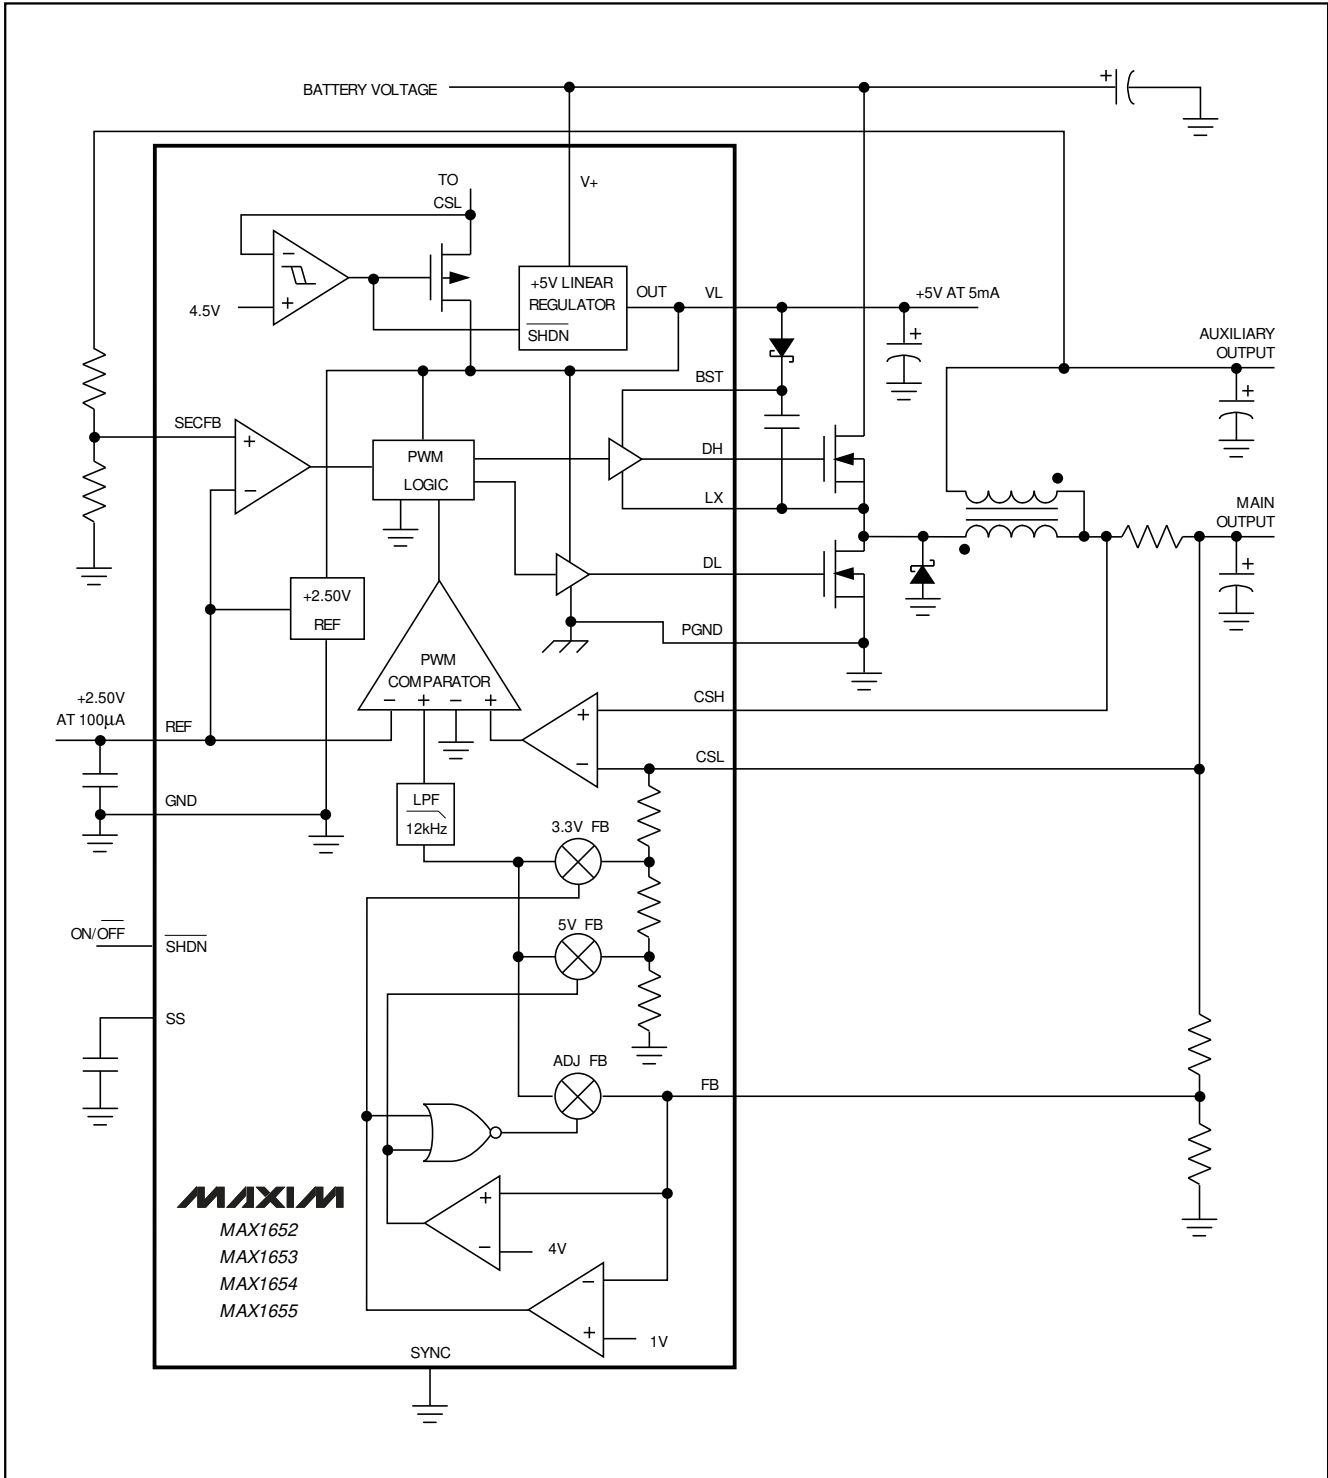 BATTERY VOLTAGE
+
TO
CSL
V+
−
+
4.5V
+5V LINEAR
REGULATOR
SHDN
OUT
VL
+5V AT 5mA
+
AUXILIARY
OUTPUT
+
BST
SECFB
+
−
PWM
LOGIC
DH
LX
MAIN
OUTPUT
+
DL
+2.50V
REF
PGND
PWM
COMPARATOR
− + − +
+
−
CSH
CSL
+2.50V
AT 100µA
REF
GND
LPF
12kHz
3.3V FB
5V FB
ON/OFF
SHDN
SS
ADJ FB
FB
MAXIM
MAX1652
MAX1653
MAX1654
MAX1655
+
−
4V
−
+
1V
SYNC